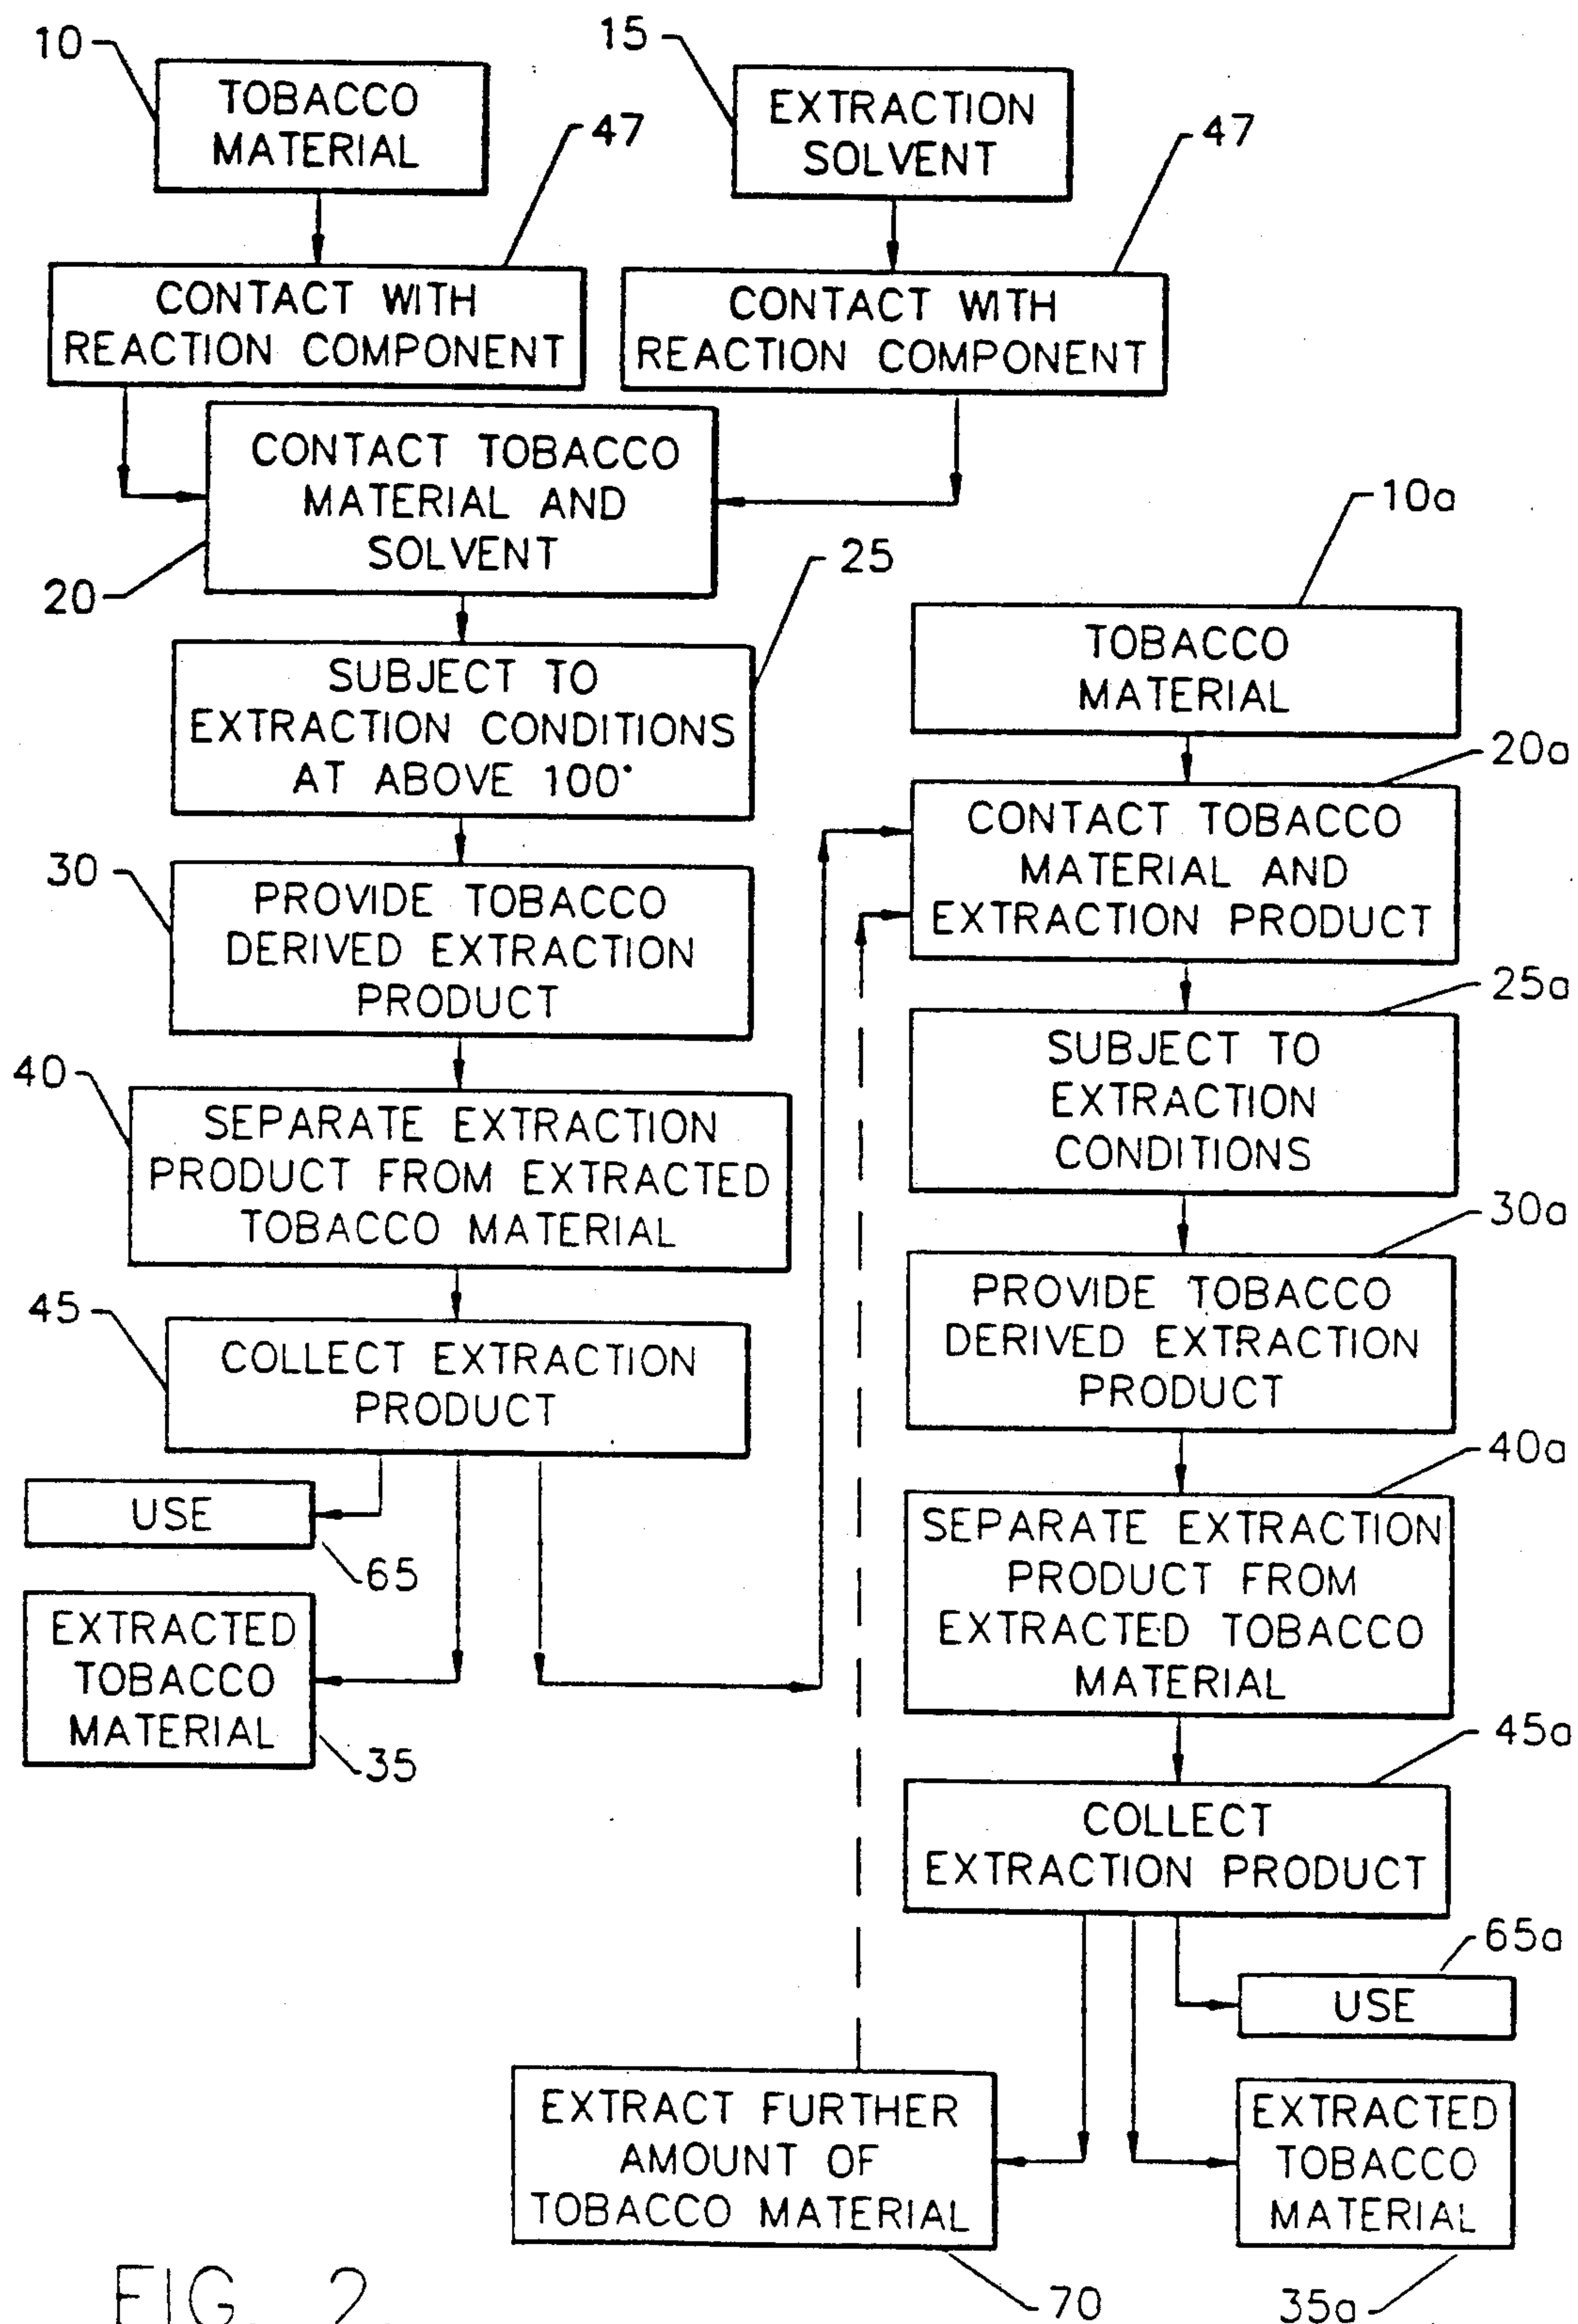 10
TOBACCO
MATERIAL
15
EXTRACTION
SOLVENT
47
47
CONTACT WITH
REACTION COMPONENT
CONTACT WITH
REACTION COMPONENT
CONTACT TOBACCO
MATERIAL AND
SOLVENT
20
25
SUBJECT TO
EXTRACTION CONDITIONS
AT ABOVE 100°
30
PROVIDE TOBACCO
DERIVED EXTRACTION
PRODUCT
40
SEPARATE EXTRACTION
PRODUCT FROM EXTRACTED
TOBACCO MATERIAL
45
COLLECT EXTRACTION
PRODUCT
USE
65
EXTRACTED
TOBACCO
MATERIAL
35
10a
TOBACCO
MATERIAL
20a
CONTACT TOBACCO
MATERIAL AND
EXTRACTION PRODUCT
25a
SUBJECT TO
EXTRACTION
CONDITIONS
30a
PROVIDE TOBACCO
DERIVED EXTRACTION
PRODUCT
40a
SEPARATE EXTRACTION
PRODUCT FROM
EXTRACTED TOBACCO
MATERIAL
45a
COLLECT
EXTRACTION PRODUCT
65a
USE
EXTRACT FURTHER
AMOUNT OF
TOBACCO MATERIAL
70
EXTRACTED
TOBACCO
MATERIAL
35a
FIG. 2.